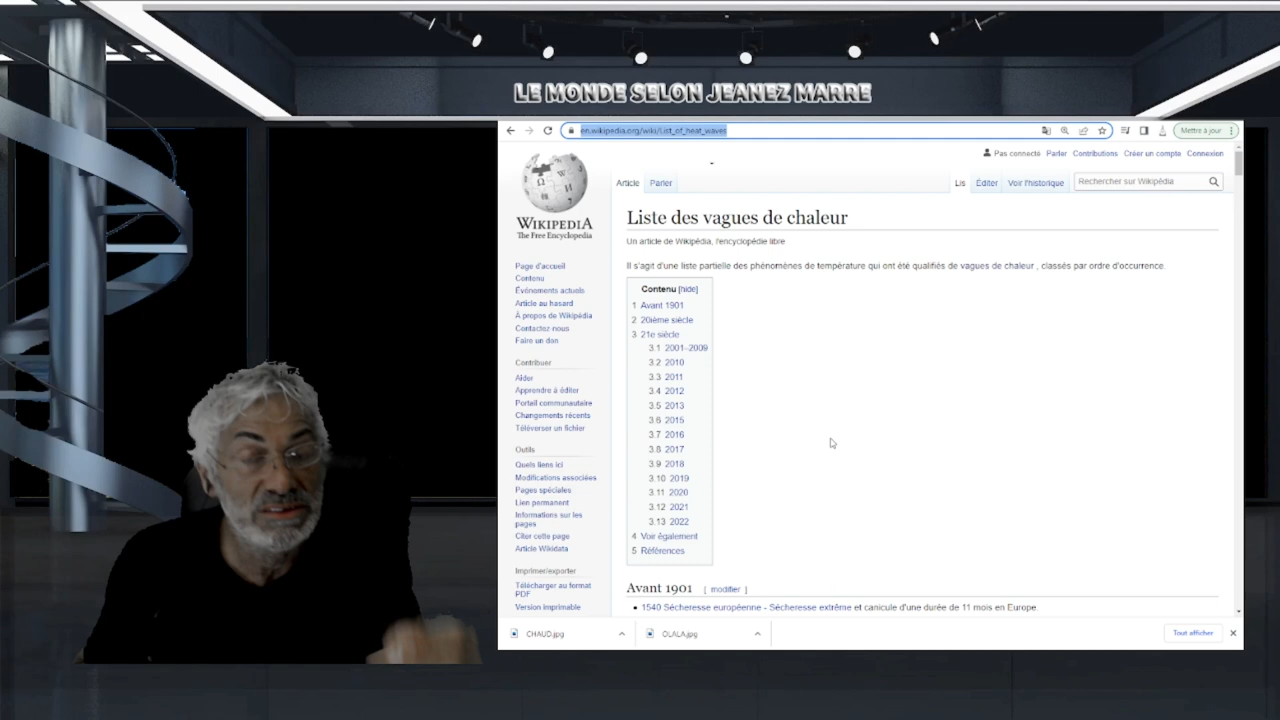 LE MONDE SELON JEANEZ MARRE
en.wikipedia.org/wiki/List_of_heat_waves
Mettre à jour
Pas connecté Parler Contributions Créer un compte Connexion
Article Parler Lis Éditer Voir l'historique Rechercher sur Wikipédia
WIKIPEDIA
The Free Encyclopedia
Page d'accueil
Contenu
Événements actuels
Article au hasard
À propos de Wikipédia
Contactez-nous
Faire un don
Contribuer
Aider
Apprendre à éditer
Portail communautaire
Changements récents
Téléverser un fichier
Outils
Quels liens ici
Modifications associées
Pages spéciales
Lien permanent
Informations sur les
pages
Citer cette page
Article Wikidata
Imprimer/exporter
Télécharger au format
PDF
Version imprimable
Liste des vagues de chaleur
Un article de Wikipédia, l'encyclopédie libre
Il s'agit d'une liste partielle des phénomènes de température qui ont été qualifiés de vagues de chaleur , classés par ordre d'occurrence.
Contenu [hide]
1 Avant 1901
2 20ième siècle
3 21e siècle
3.1 2001–2009
3.2 2010
3.3 2011
3.4 2012
3.5 2013
3.6 2015
3.7 2016
3.8 2017
3.9 2018
3.10 2019
3.11 2020
3.12 2021
3.13 2022
4 Voir également
5 Références
Avant 1901 [ modifier ]
1540 Sécheresse européenne - Sécheresse extrême et canicule d'une durée de 11 mois en Europe.
CHAUD.jpg
OLALA.jpg
Tout afficher